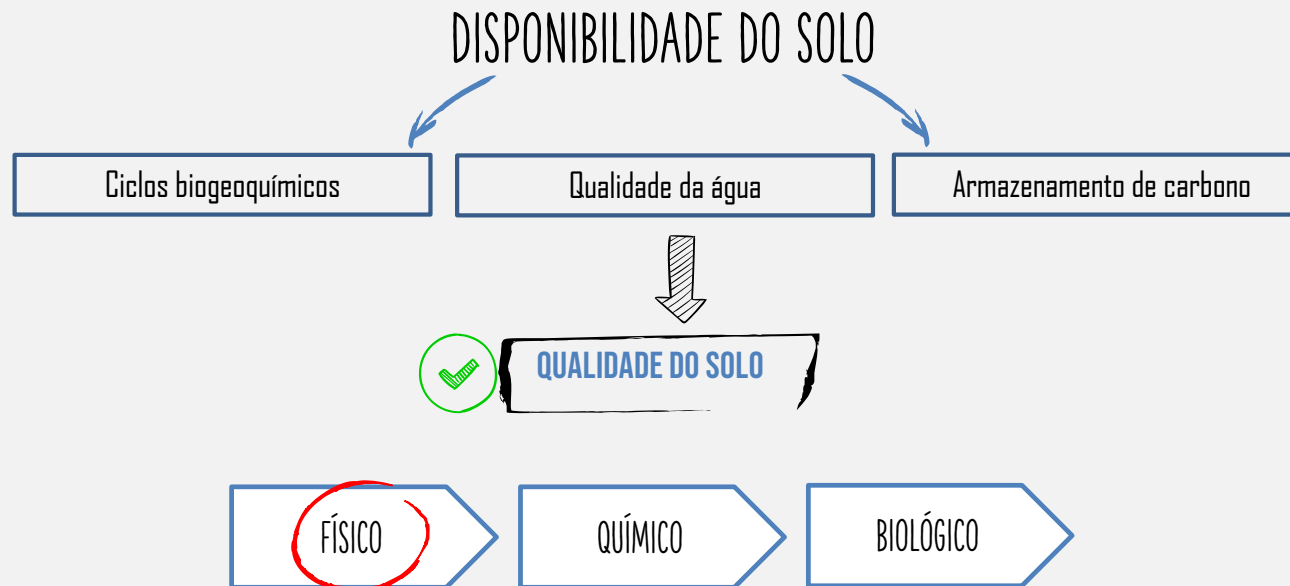 DISPONIBILIDADE DO SOLO
Ciclos biogeoquímicos
Qualidade da água
Armazenamento de carbono
QUALIDADE DO SOLO
FÍSICO
QUÍMICO
BIOLÓGICO